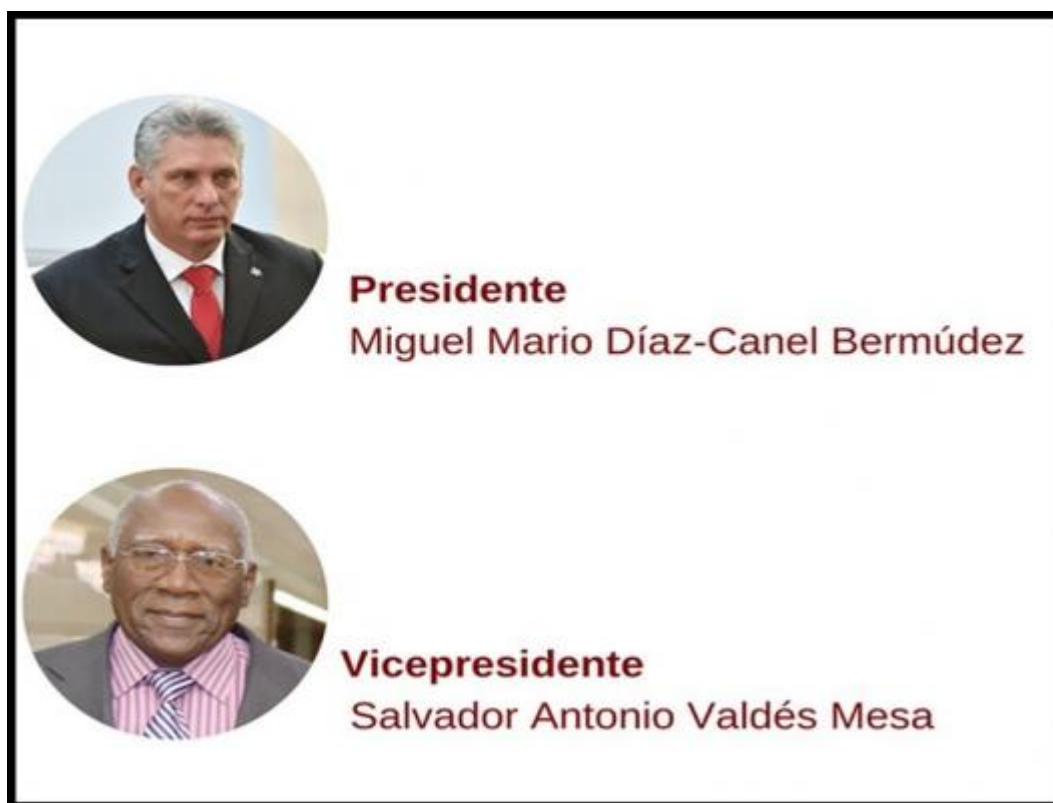 Presidente
Miguel Mario Díaz-Canel Bermúdez
Vicepresidente
Salvador Antonio Valdés Mesa